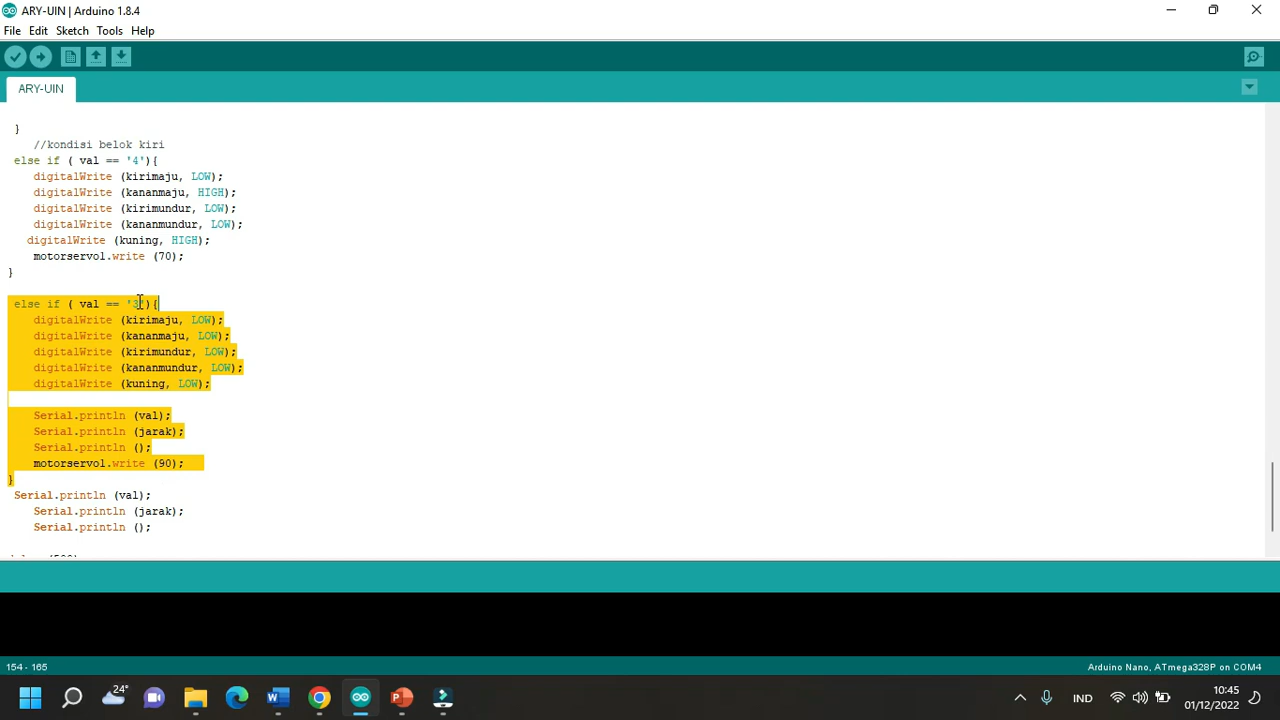 ARY-UIN | Arduino 1.8.4
File Edit Sketch Tools Help
ARY-UIN
}
//kondisi belok kiri
else if ( val == '4'){
digitalWrite (kirimaju, LOW);
digitalWrite (kananmaju, HIGH);
digitalWrite (kirimundur, LOW);
digitalWrite (kananmundur, LOW);
digitalWrite (kuning, HIGH);
motorservol.write (70);
}
else if ( val == '3'){
digitalWrite (kirimaju, LOW);
digitalWrite (kananmaju, LOW);
digitalWrite (kirimundur, LOW);
digitalWrite (kananmundur, LOW);
digitalWrite (kuning, LOW);
Serial.println (val);
Serial.println (jarak);
Serial.println ();
motorservol.write (90);
}
Serial.println (val);
Serial.println (jarak);
Serial.println ();
154 - 165
Arduino Nano, ATmega328P on COM4
24°
IND
10:45
01/12/2022